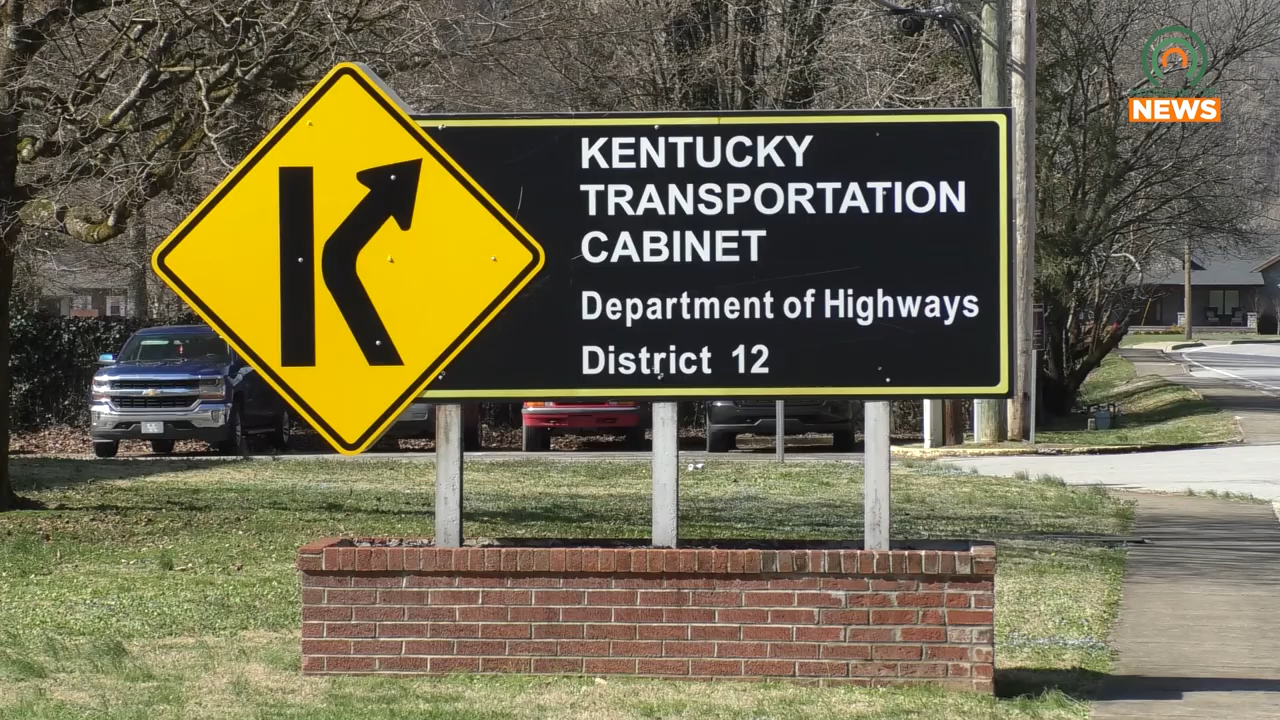 KENTUCKY
TRANSPORTATION
CABINET
Department of Highways
District 12
NEWS